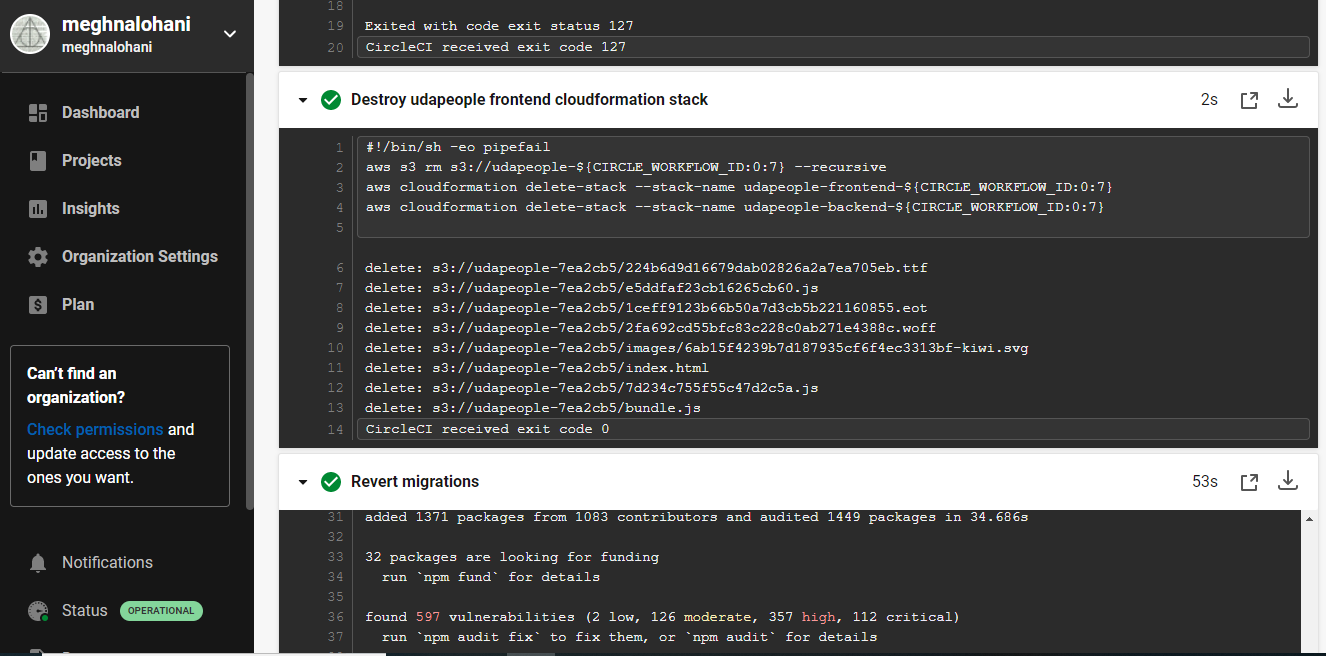 meghnalohani
meghnalohani
Dashboard
Projects
Insights
Organization Settings
Plan
Can't find an
organization?
Check permissions and
update access to the
ones you want.
Notifications
Status OPERATIONAL
18
19 Exited with code exit status 127
20 CircleCI received exit code 127
Destroy udapeople frontend cloudformation stack 2s
1 #!/bin/sh -eo pipefail
2 aws s3 rm s3://udapeople-${CIRCLE_WORKFLOW_ID:0:7} --recursive
3 aws cloudformation delete-stack --stack-name udapeople-frontend-${CIRCLE_WORKFLOW_ID:0:7}
4 aws cloudformation delete-stack --stack-name udapeople-backend-${CIRCLE_WORKFLOW_ID:0:7}
5
6 delete: s3://udapeople-7ea2cb5/224b6d9d16679dab02826a2a7ea705eb.ttf
7 delete: s3://udapeople-7ea2cb5/e5ddfaf23cb16265cb60.js
8 delete: s3://udapeople-7ea2cb5/1ceff9123b66b50a7d3cb5b221160855.eot
9 delete: s3://udapeople-7ea2cb5/2fa692cd55bfc83c228c0ab271e4388c.woff
10 delete: s3://udapeople-7ea2cb5/images/6ab15f4239b7d187935cf6f4ec3313bf-kiwi.svg
11 delete: s3://udapeople-7ea2cb5/index.html
12 delete: s3://udapeople-7ea2cb5/7d234c755f55c47d2c5a.js
13 delete: s3://udapeople-7ea2cb5/bundle.js
14 CircleCI received exit code 0
Revert migrations 53s
31 added 1371 packages from 1083 contributors and audited 1449 packages in 34.686s
32
33 32 packages are looking for funding
34 run `npm fund` for details
35
36 found 597 vulnerabilities (2 low, 126 moderate, 357 high, 112 critical)
37 run `npm audit fix` to fix them, or `npm audit` for details